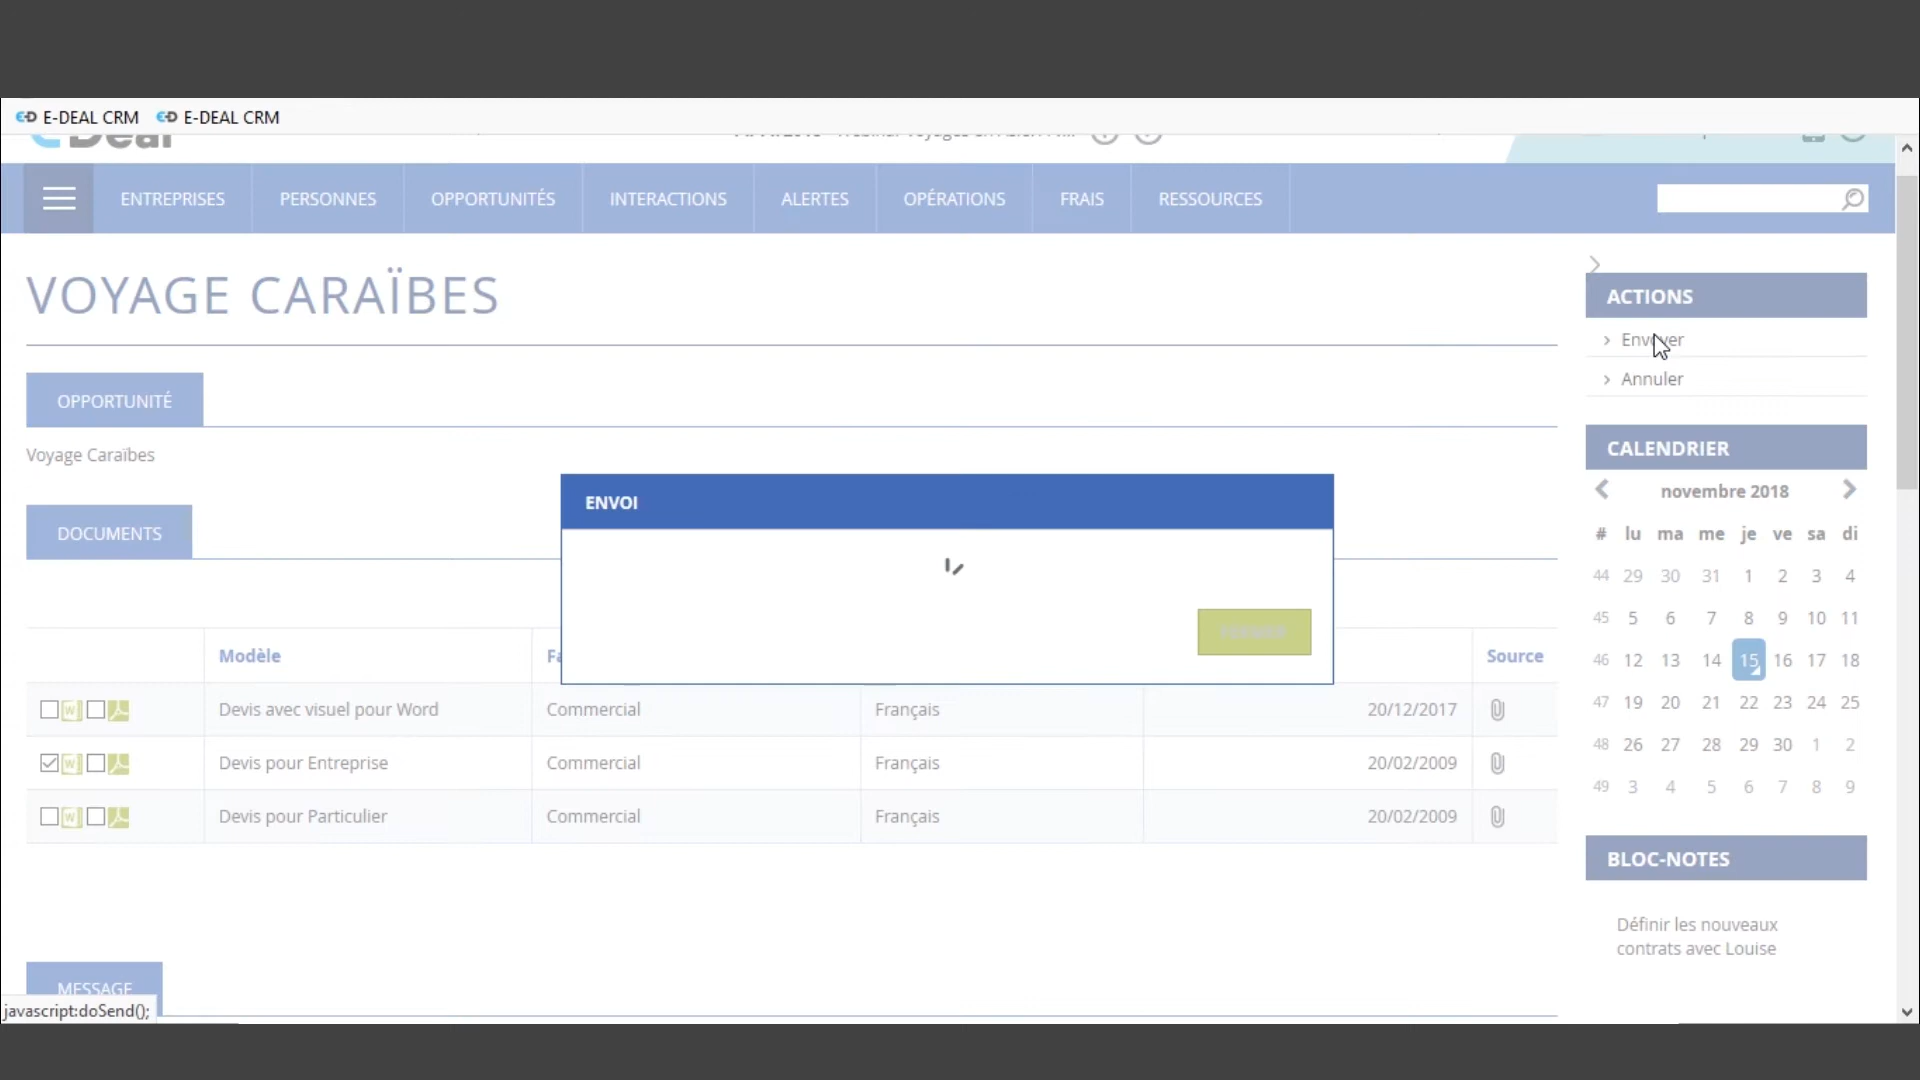 E-DEAL CRM E-DEAL CRM
ENTREPRISES PERSONNES OPPORTUNITÉS INTERACTIONS ALERTES OPÉRATIONS FRAIS RESSOURCES
VOYAGE CARAÏBES
ACTIONS
Envoyer
Annuler
OPPORTUNITÉ
Voyage Caraïbes
CALENDRIER
novembre 2018
# lu ma me je ve sa di
44 29 30 31 1 2 3 4
45 5 6 7 8 9 10 11
46 12 13 14 15 16 17 18
47 19 20 21 22 23 24 25
48 26 27 28 29 30 1 2
49 3 4 5 6 7 8 9
ENVOI
DOCUMENTS
Modèle Source
Devis avec visuel pour Word Commercial Français 20/12/2017
Devis pour Entreprise Commercial Français 20/02/2009
Devis pour Particulier Commercial Français 20/02/2009
BLOC-NOTES
Définir les nouveaux
contrats avec Louise
MESSAGE
javascript:doSend();